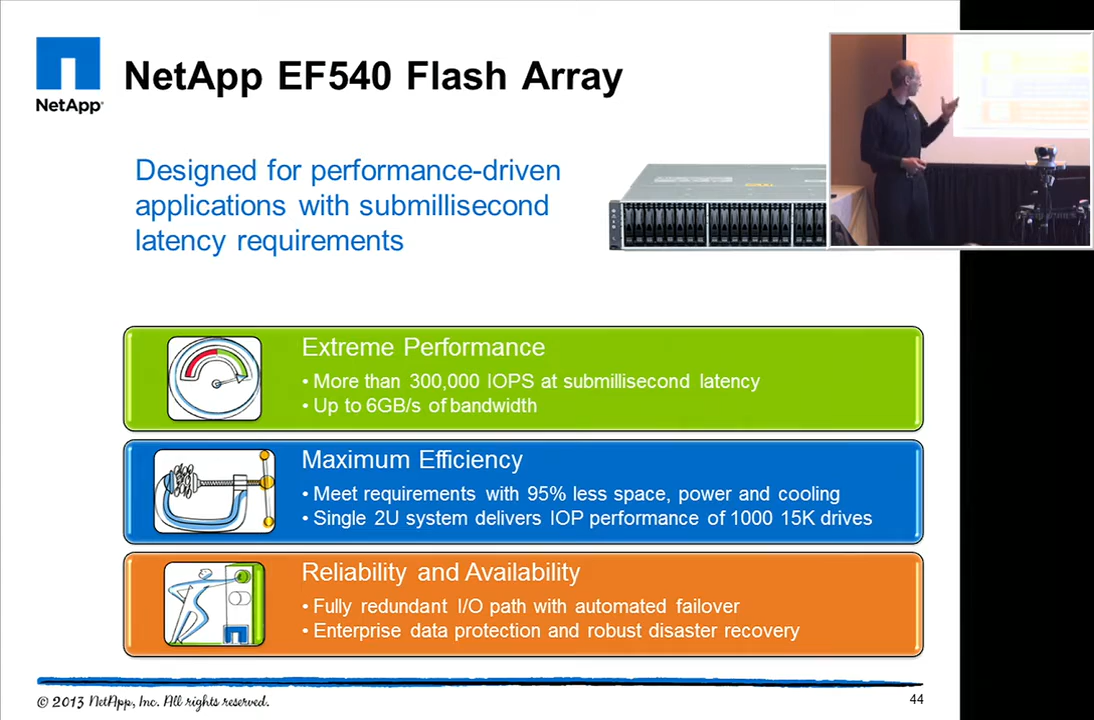 NetApp EF540 Flash Array
NetApp
Designed for performance-driven
applications with submillisecond
latency requirements
Extreme Performance
• More than 300,000 IOPS at submillisecond latency
• Up to 6GB/s of bandwidth
Maximum Efficiency
• Meet requirements with 95% less space, power and cooling
• Single 2U system delivers IOP performance of 1000 15K drives
Reliability and Availability
• Fully redundant I/O path with automated failover
• Enterprise data protection and robust disaster recovery
© 2013 NetApp, Inc. All rights reserved.
44